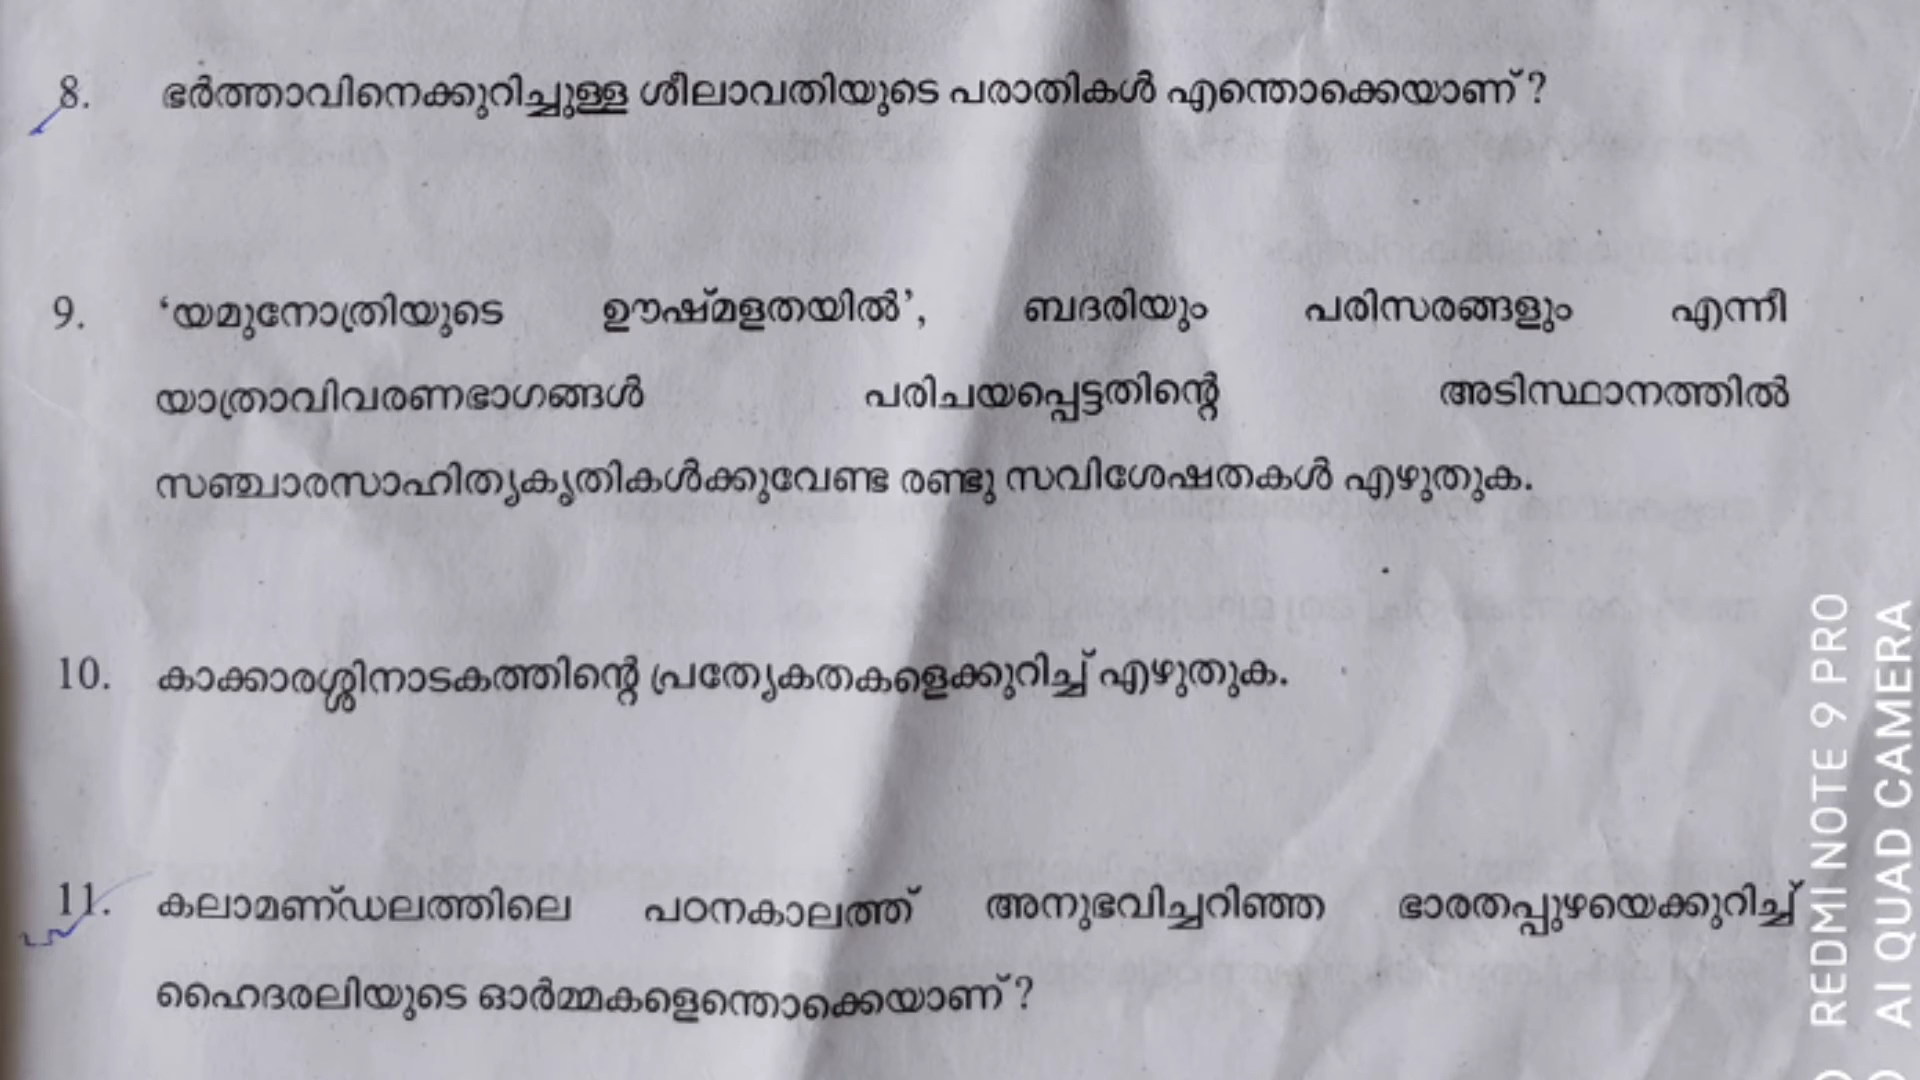 8. ഭർത്താവിനെക്കുറിച്ചുള്ള ശീലാവതിയുടെ പരാതികൾ എന്തൊക്കെയാണ് ?
9. ‘യമുനോത്രിയുടെ ഊഷ്മളതയിൽ’, ബദരിയും പരിസരങ്ങളും എന്നീ
യാത്രാവിവരണഭാഗങ്ങൾ പരിചയപ്പെട്ടതിന്റെ അടിസ്ഥാനത്തിൽ
സഞ്ചാരസാഹിത്യകൃതികൾക്കുവേണ്ട രണ്ടു സവിശേഷതകൾ എഴുതുക.
10. കാക്കാരശ്ശിനാടകത്തിന്റെ പ്രത്യേകതകളെക്കുറിച്ച് എഴുതുക.
11. കലാമണ്ഡലത്തിലെ പഠനകാലത്ത് അനുഭവിച്ചറിഞ്ഞ ഭാരതപ്പുഴയെക്കുറിച്ച്
ഹൈദരലിയുടെ ഓർമ്മകളെന്തൊക്കെയാണ് ?
REDMI NOTE 9 PRO
AI QUAD CAMERA